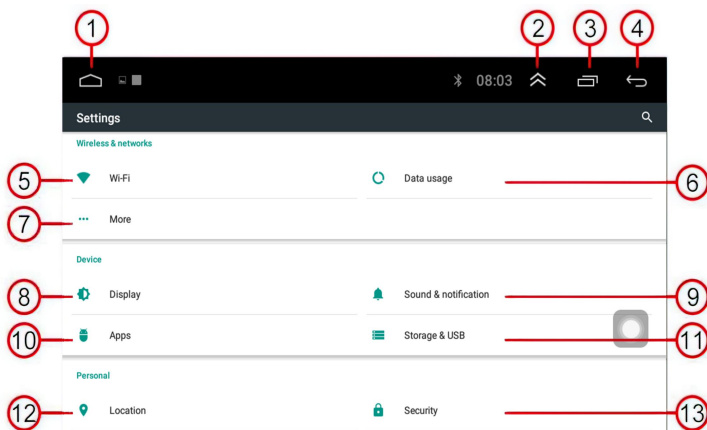 1 2 3 4
08:03
Settings
Wireless & networks
5 Wi-Fi Data usage 6
7 More
Device
8 Display Sound & notification 9
10 Apps Storage & USB 11
Personal
12 Location Security 13